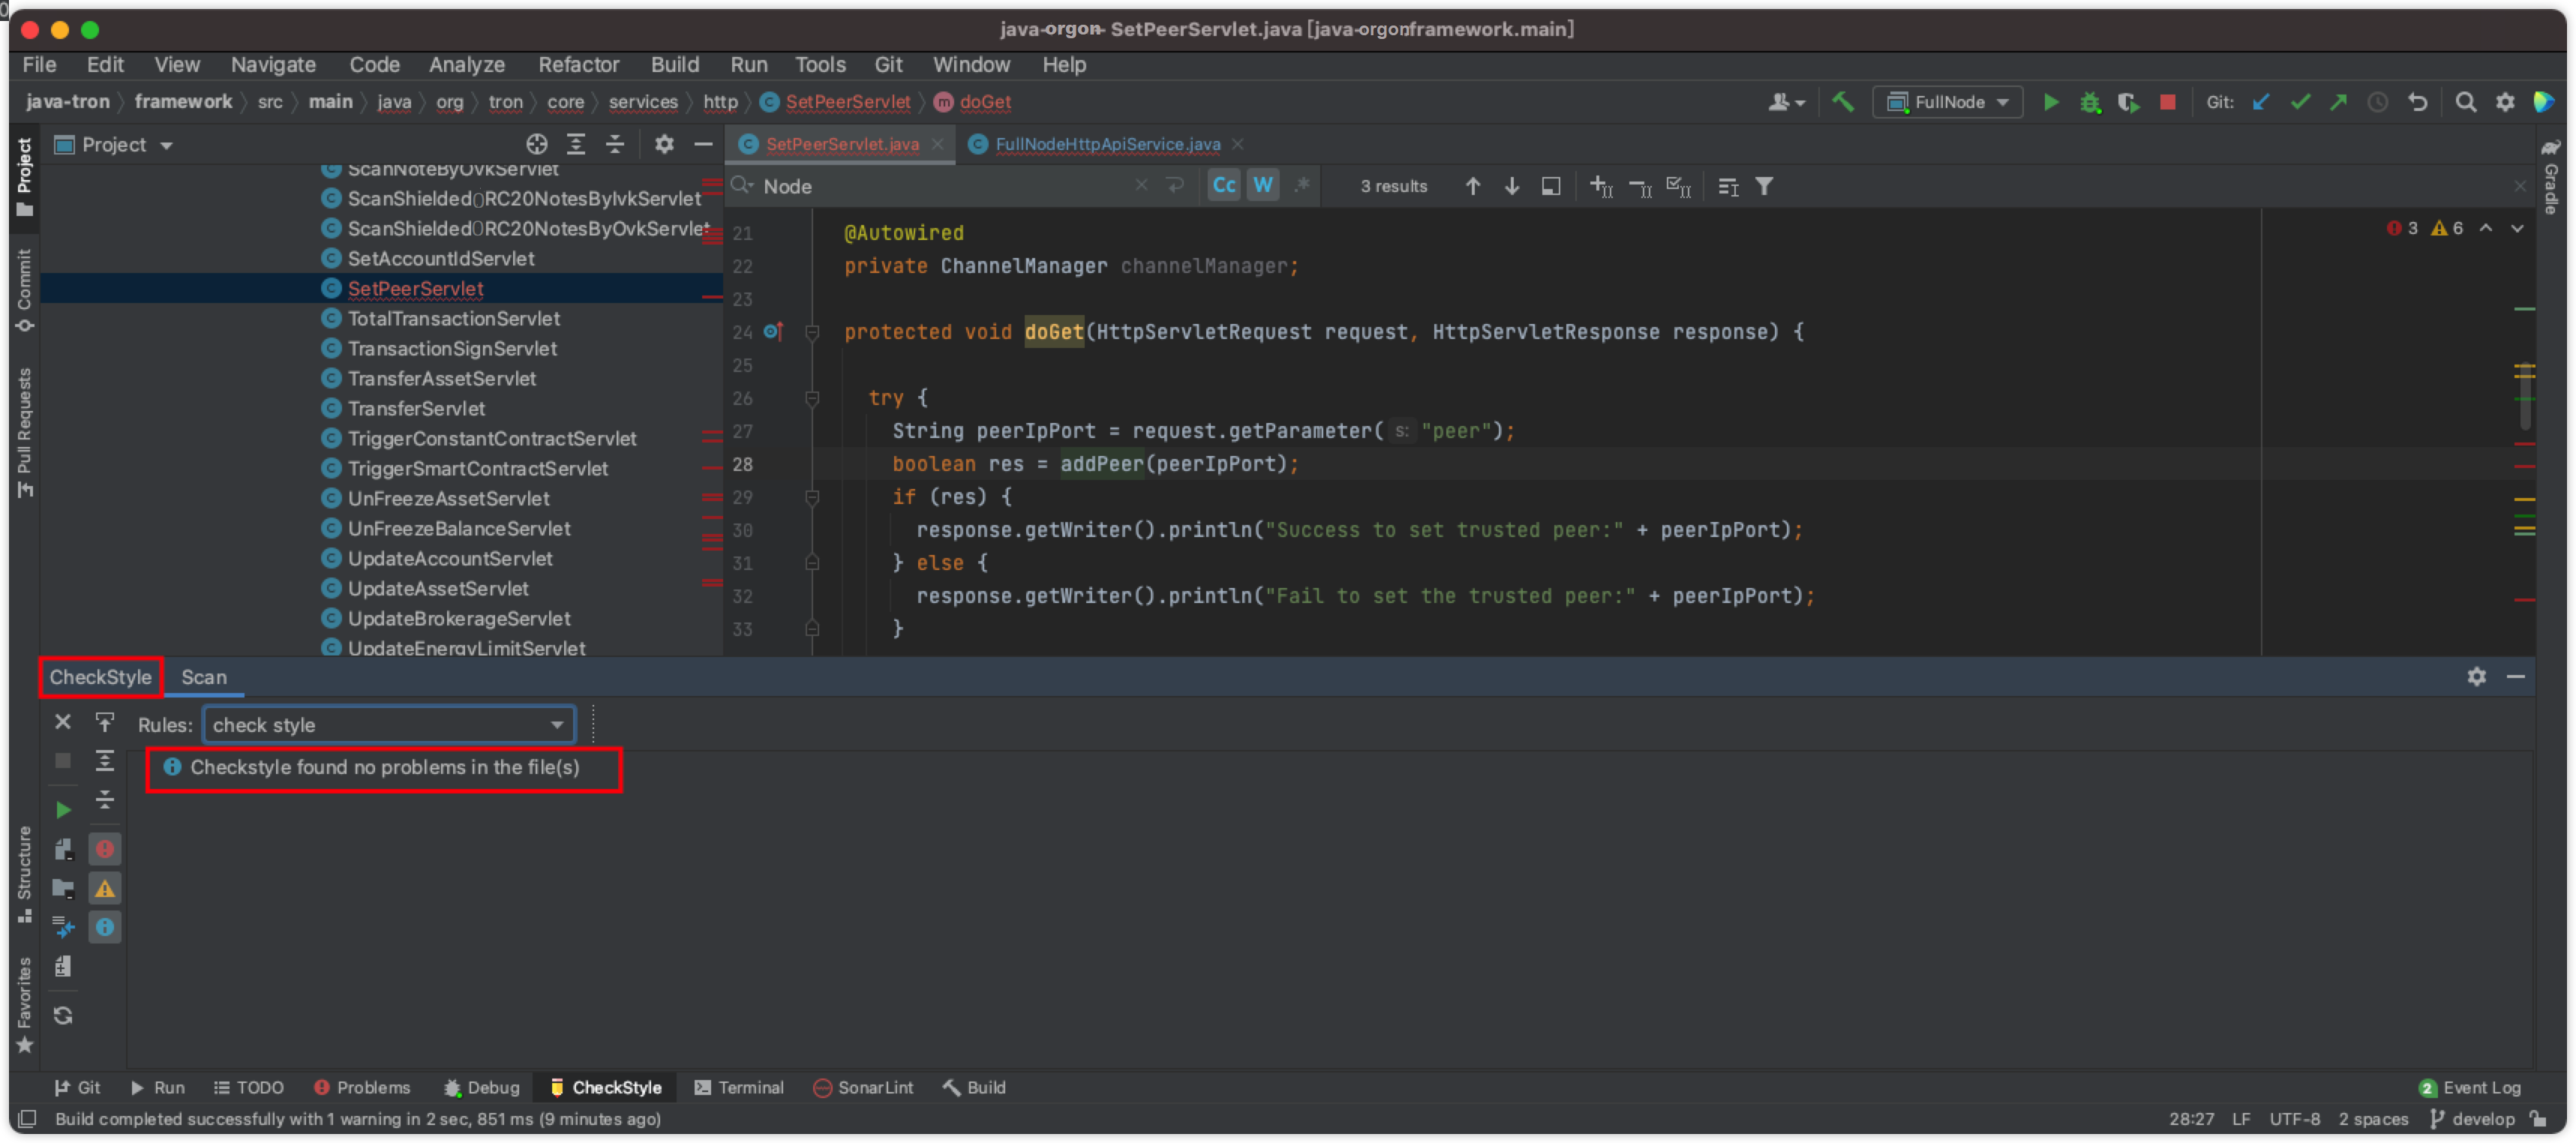 java-orgon- SetPeerServlet.java [java-orgonframework.main]
File Edit View Navigate Code Analyze Refactor Build Run Tools Git Window Help
java-tron framework src main java org tron core services http SetPeerServlet doGet
FullNode Git:
Project
SetPeerServlet.java FullNodeHttpApiService.java
Node Cc W .* 3 results
Project
Commit
Pull Requests
Structure
Favorites
Gradle
ScanNoteByOvkServlet
ScanShielded()RC20NotesByIvkServlet
ScanShielded()RC20NotesByOvkServlet
SetAccountIdServlet
SetPeerServlet
TotalTransactionServlet
TransactionSignServlet
TransferAssetServlet
TransferServlet
TriggerConstantContractServlet
TriggerSmartContractServlet
UnFreezeAssetServlet
UnFreezeBalanceServlet
UpdateAccountServlet
UpdateAssetServlet
UpdateBrokerageServlet
UpdateEnergyLimitServlet
3 6
21 @Autowired
22 private ChannelManager channelManager;
23
24 protected void doGet(HttpServletRequest request, HttpServletResponse response) {
25
26 try {
27 String peerIpPort = request.getParameter( s: "peer");
28 boolean res = addPeer(peerIpPort);
29 if (res) {
30 response.getWriter().println("Success to set trusted peer:" + peerIpPort);
31 } else {
32 response.getWriter().println("Fail to set the trusted peer:" + peerIpPort);
33 }
CheckStyle Scan
Rules: check style
Checkstyle found no problems in the file(s)
Git Run TODO Problems Debug CheckStyle Terminal SonarLint Build 2 Event Log
Build completed successfully with 1 warning in 2 sec, 851 ms (9 minutes ago) 28:27 LF UTF-8 2 spaces develop